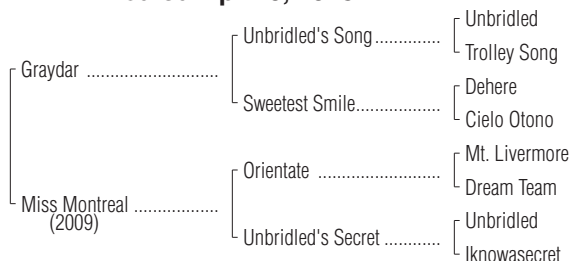 Unbridled
Unbridled's Song.............
Trolley Song
Graydar ..........................
Dehere
Sweetest Smile.................
Cielo Otono
Mt. Livermore
Orientate ........................
Dream Team
Miss Montreal .................
(2009)
Unbridled
Unbridled's Secret ...........
Iknowasecret